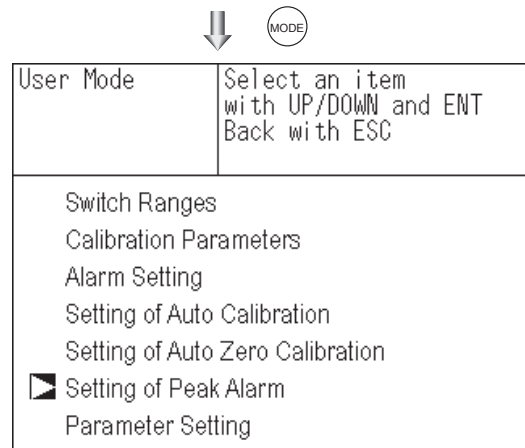 MODE
User Mode
Select an item
with UP/DOWN and ENT
Back with ESC
Switch Ranges
Calibration Parameters
Alarm Setting
Setting of Auto Calibration
Setting of Auto Zero Calibration
Setting of Peak Alarm
Parameter Setting